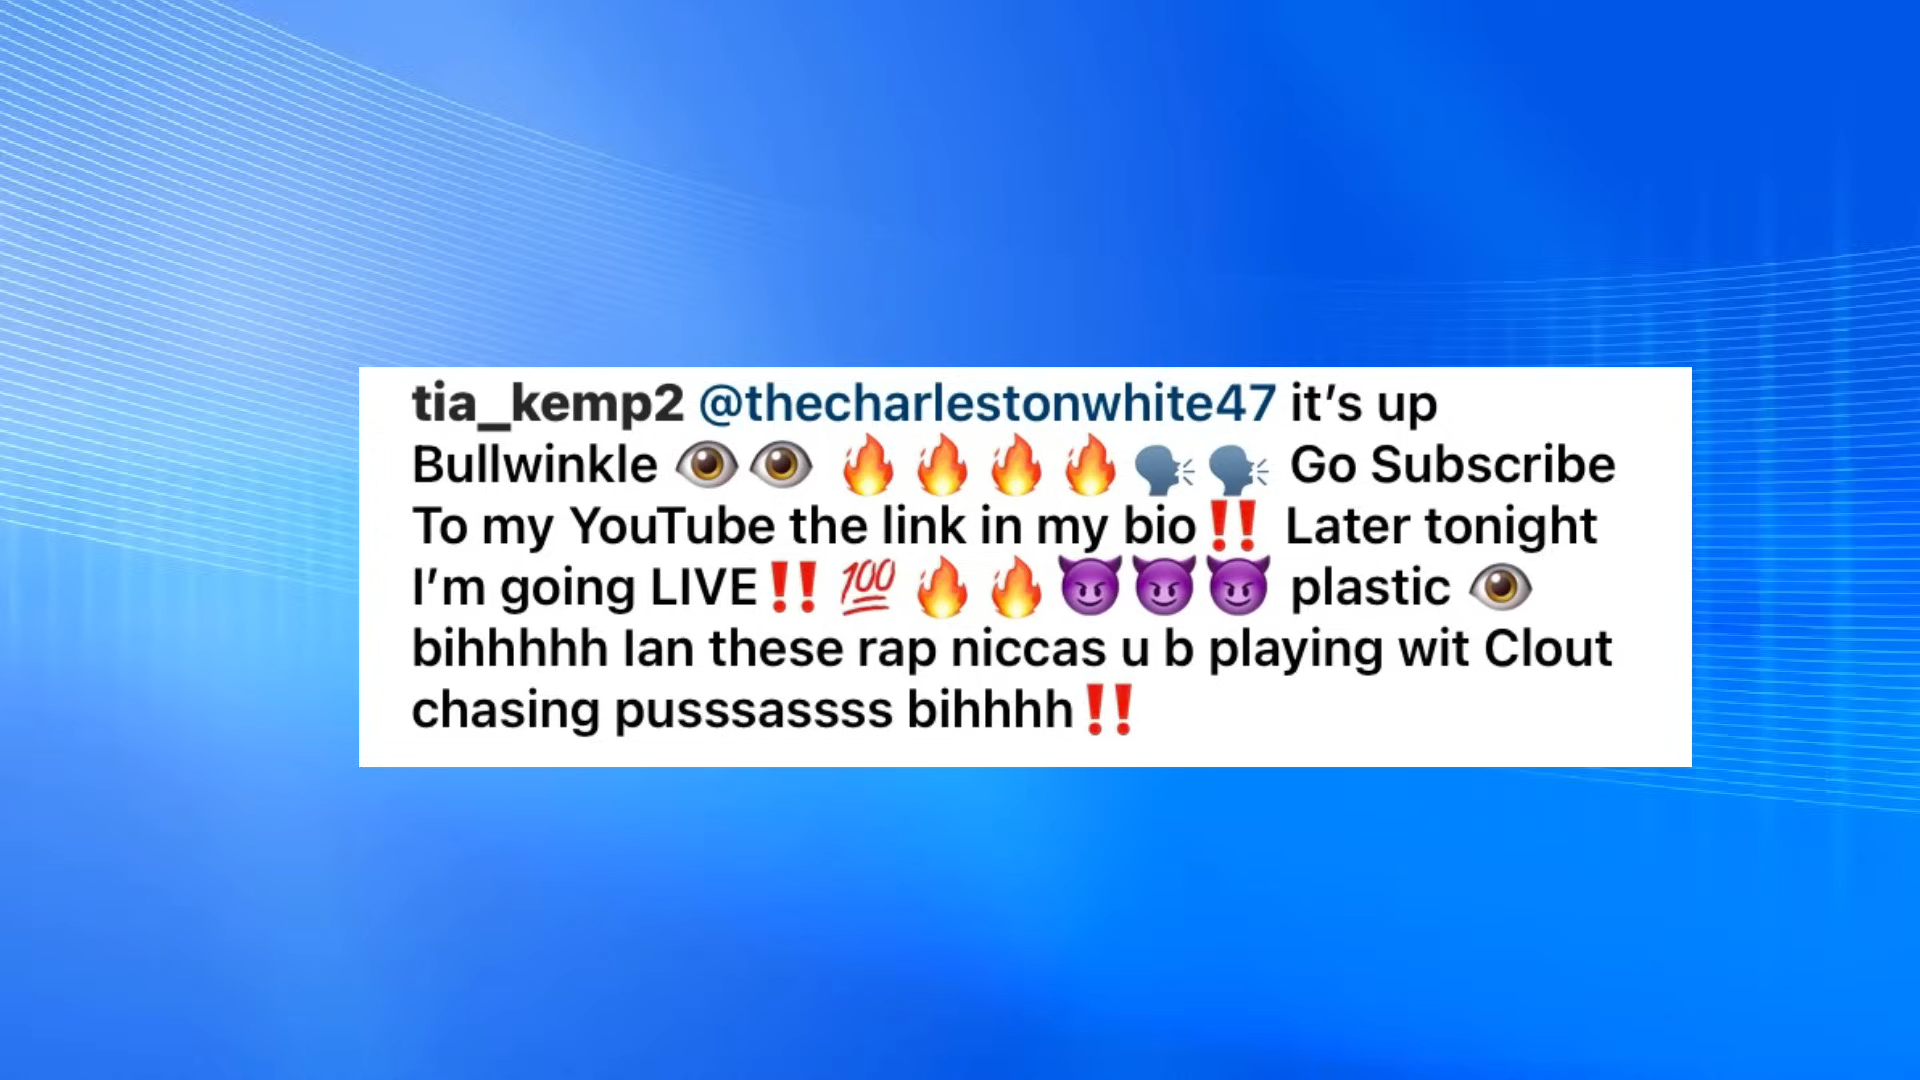 tia_kemp2 @thecharlestonwhite47 it’s up
Bullwinkle 👁️👁️ 🔥🔥🔥🔥🗣️🗣️ Go Subscribe
To my YouTube the link in my bio‼️ Later tonight
I’m going LIVE‼️💯🔥🔥😈😈😈 plastic 👁️
bihhhhh Ian these rap niccas u b playing wit Clout
chasing pusssassss bihhhh‼️